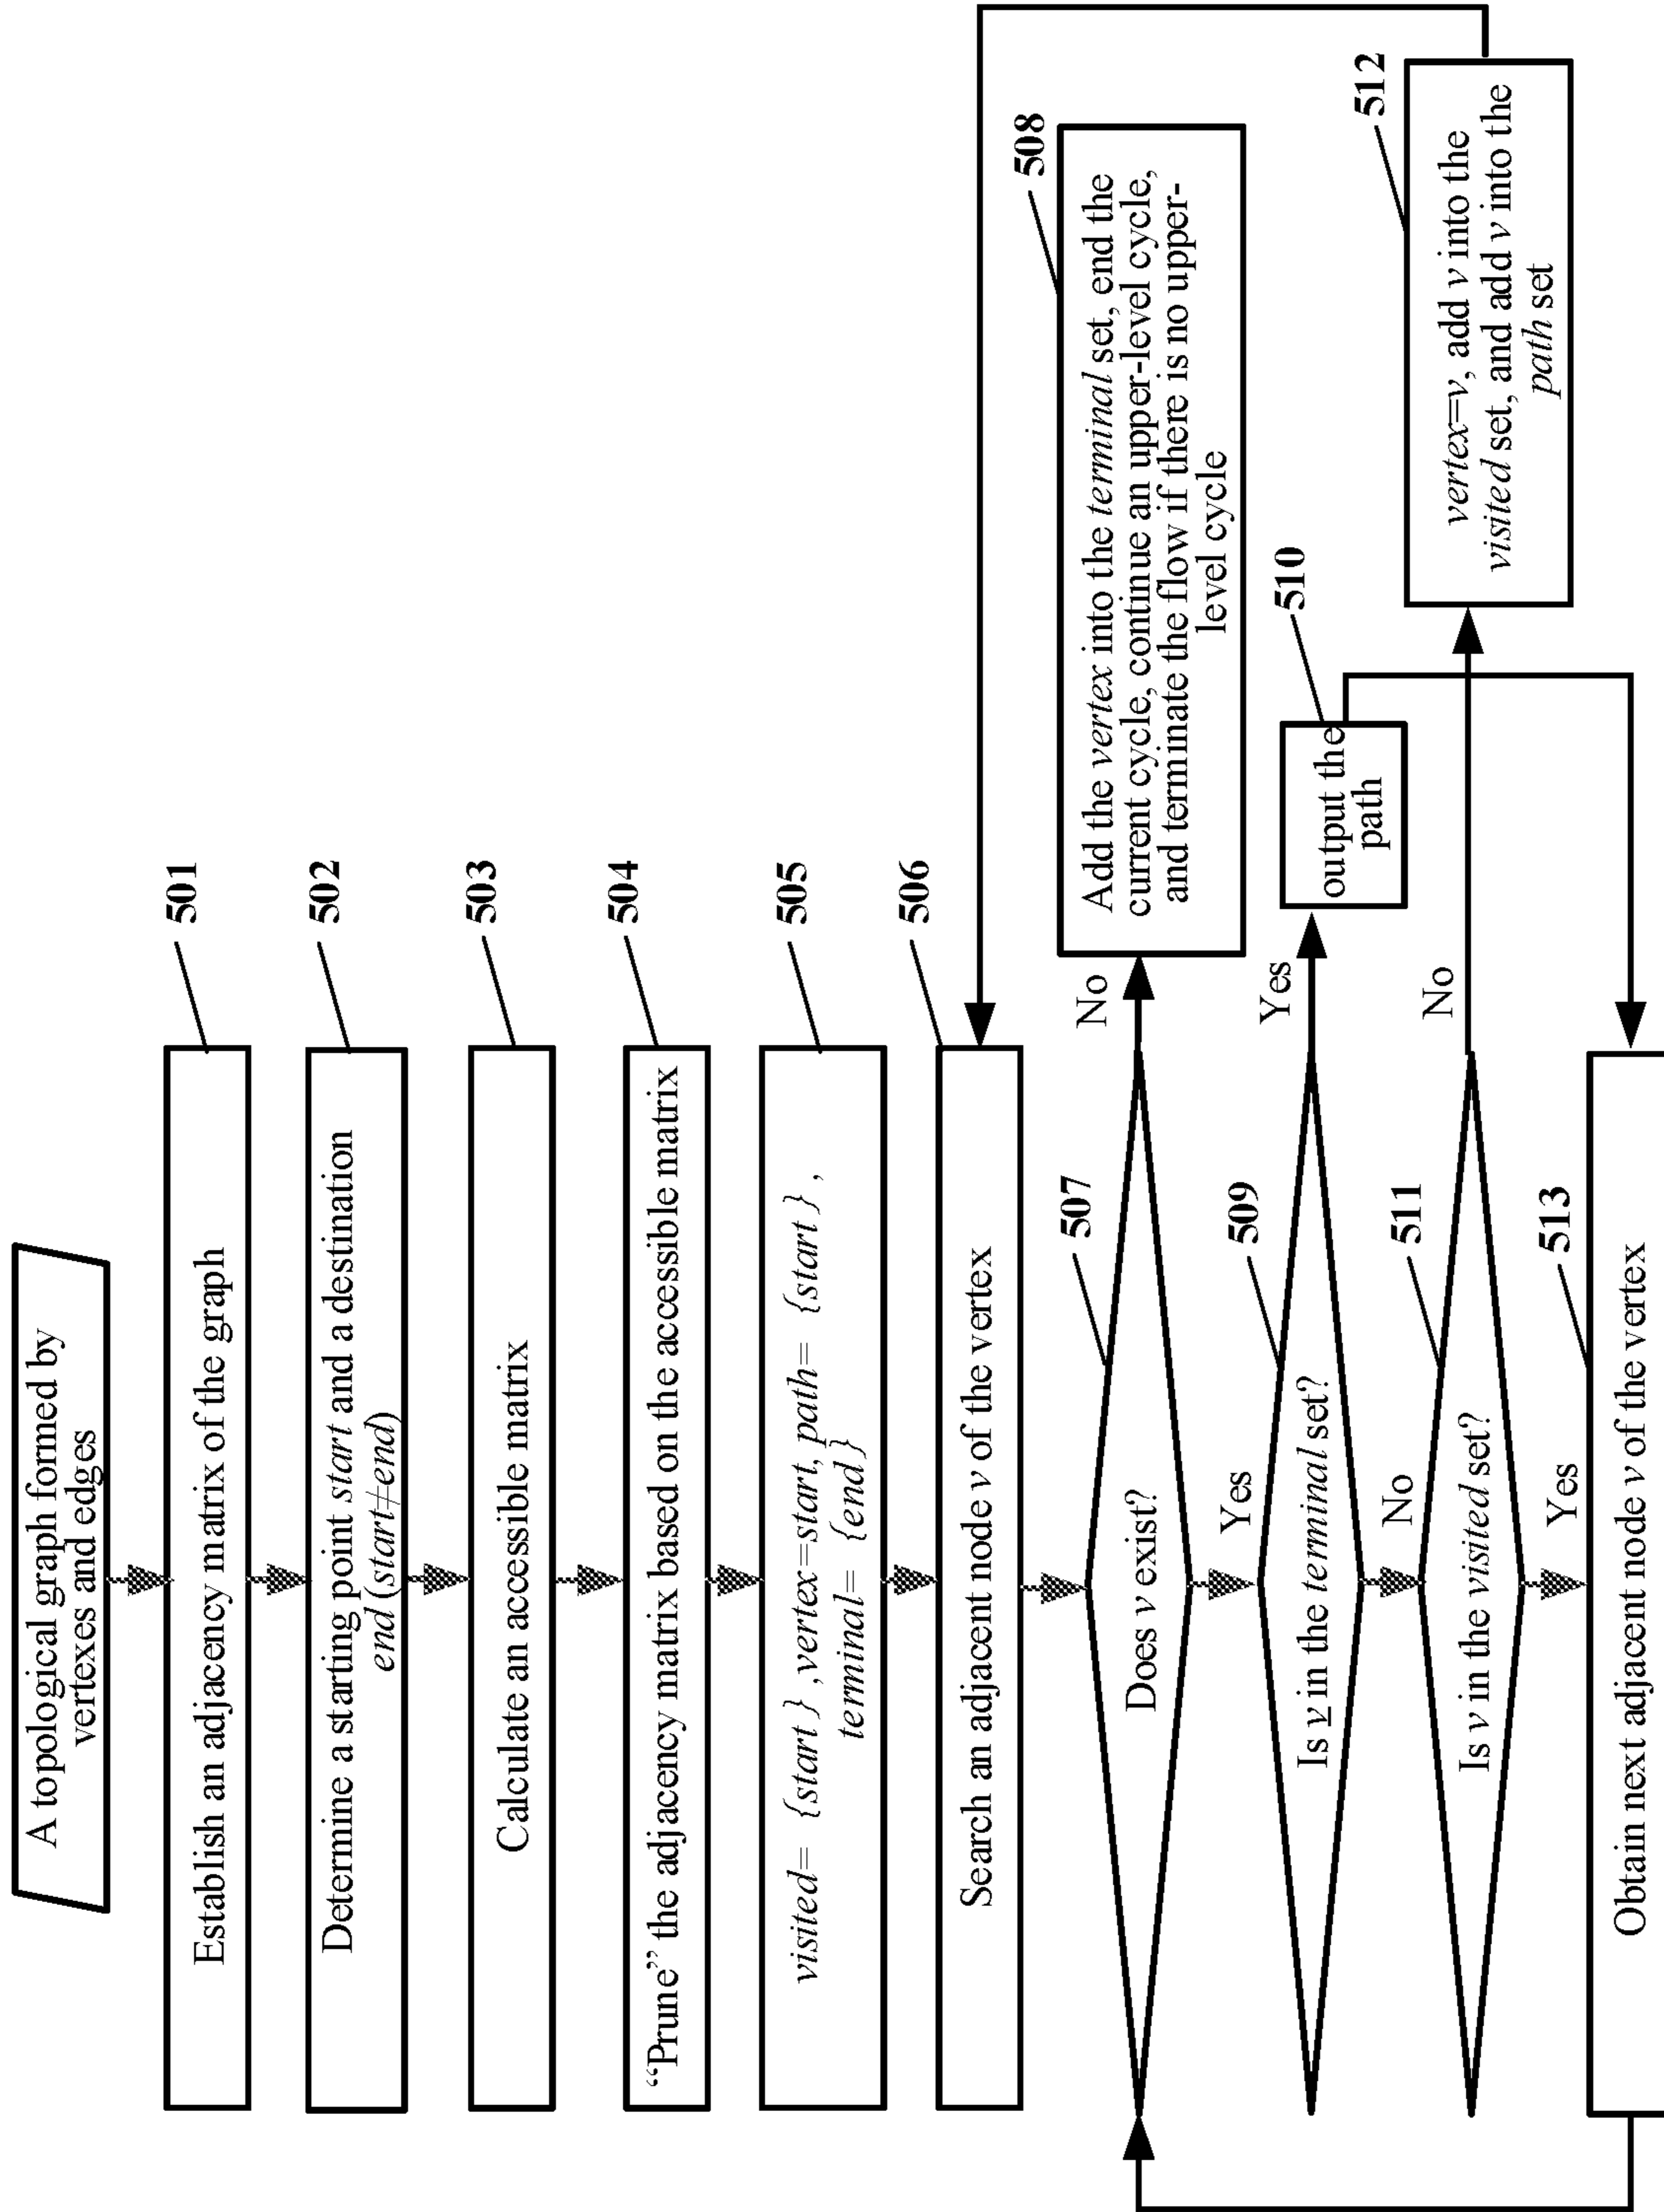 A topological graph formed by
vertexes and edges
501
Establish an adjacency matrix of the graph
502
Determine a starting point start and a destination
end (start≠end)
503
Calculate an accessible matrix
504
“Prune” the adjacency matrix based on the accessible matrix
505
visited= {start} ,vertex=start, path= {start} ,
terminal= {end}
506
Search an adjacent node v of the vertex
507
Does v exist?
No
508
Add the vertex into the terminal set, end the
current cycle, continue an upper-level cycle,
and terminate the flow if there is no upper-
level cycle
Yes
509
Is v in the terminal set?
Yes
510
output the
path
No
511
Is v in the visited set?
No
512
vertex=v, add v into the
visited set, and add v into the
path set
Yes
513
Obtain next adjacent node v of the vertex